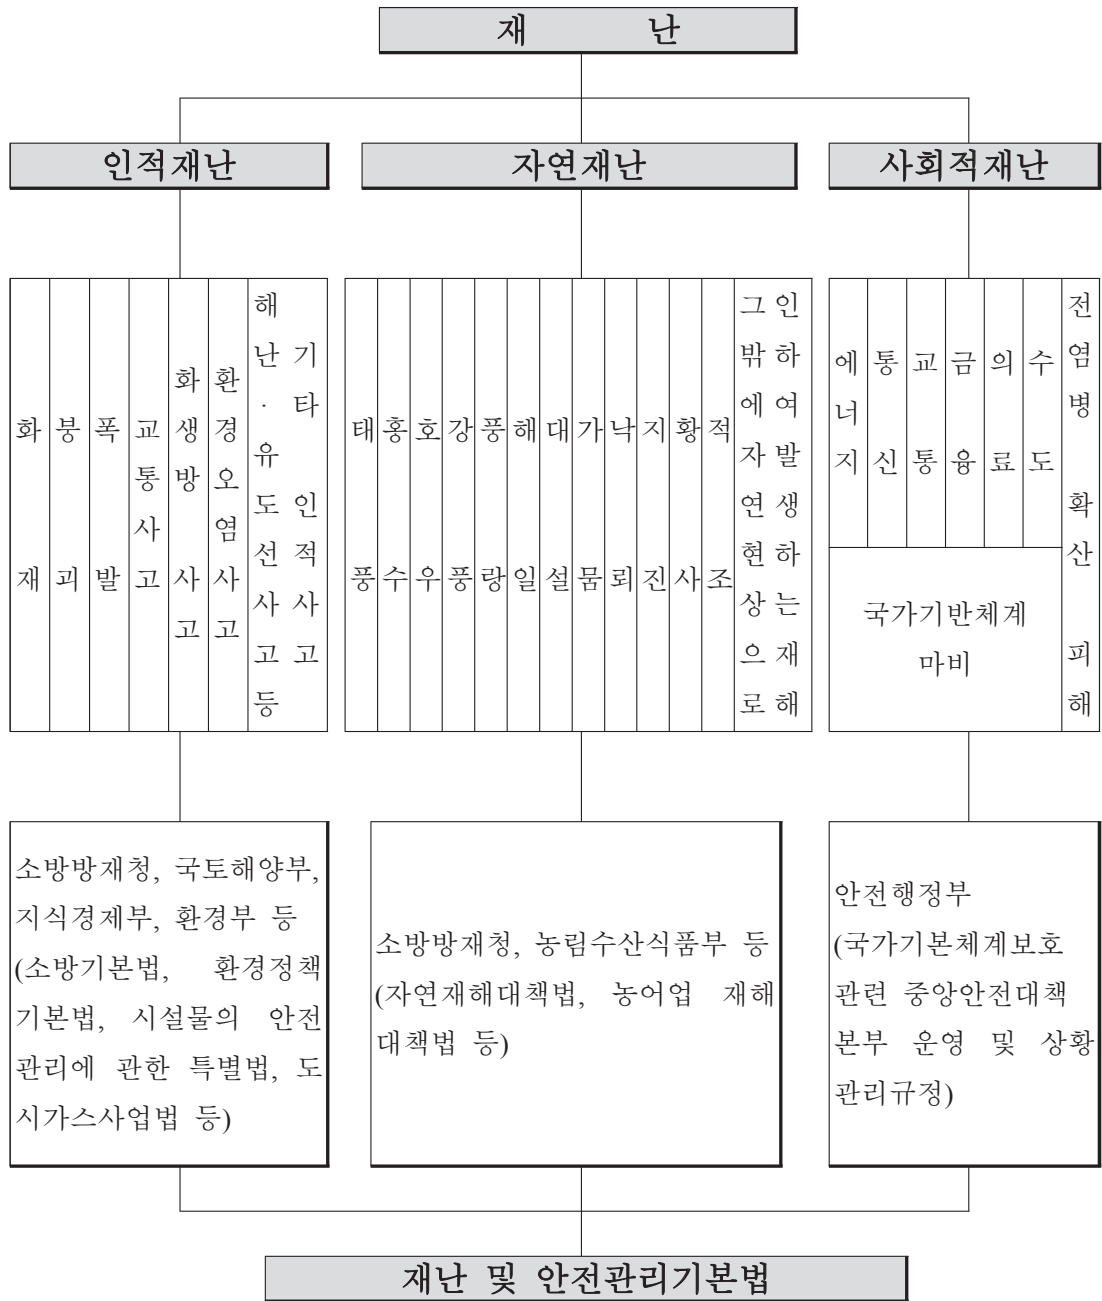 재 난
인적재난
자연재난
사회적재난
화재
붕괴
폭발
교통사고
화생방 사고
환경오염사고
해난·유도선사고 등
기타 인적사고
태풍
홍수
호우
강풍
풍랑
해일
대설
가뭄
낙뢰
지진
황사
적조
그 밖에 자연현상으로
인하여 발생하는 재해
에너지
통신
교통
금융
의료
수도
국가기반체계
마비
전염병 확산 피해
소방방재청, 국토해양부,
지식경제부, 환경부 등
(소방기본법, 환경정책
기본법, 시설물의 안전
관리에 관한 특별법, 도
시가스사업법 등)
소방방재청, 농림수산식품부 등
(자연재해대책법, 농어업 재해
대책법 등)
안전행정부
(국가기본체계보호
관련 중앙안전대책
본부 운영 및 상황
관리규정)
재난 및 안전관리기본법